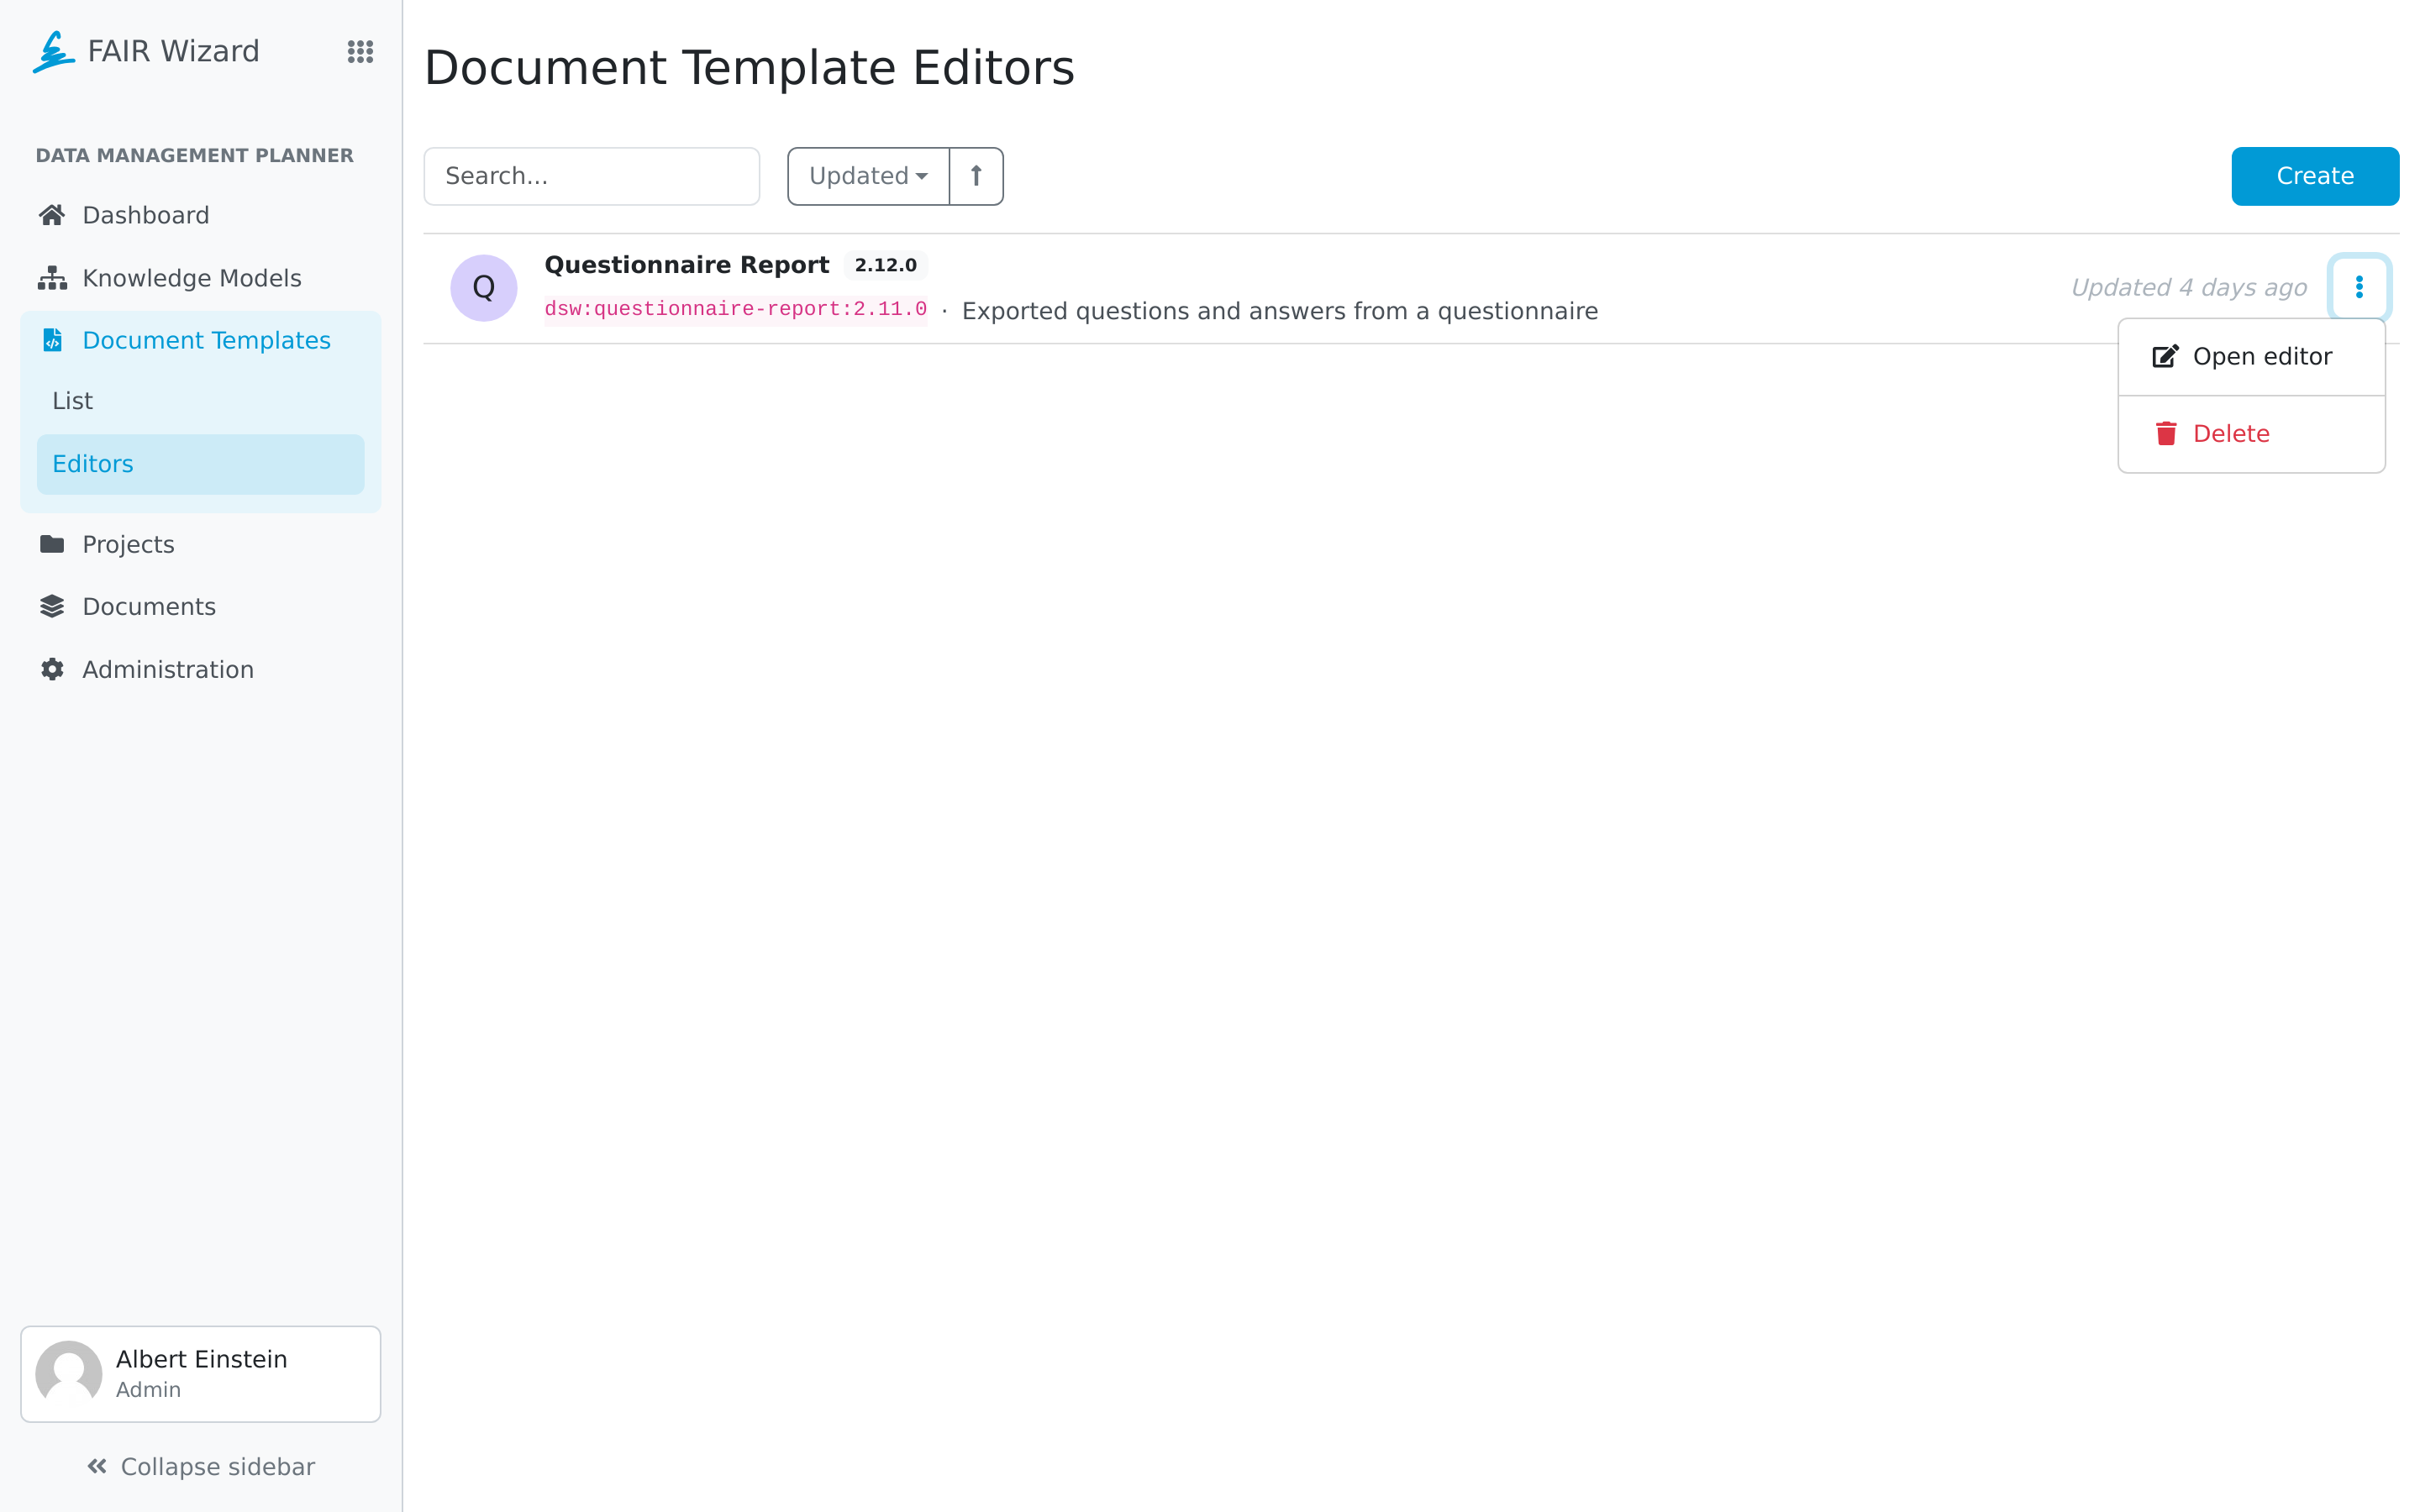 FAIR Wizard
DATA MANAGEMENT PLANNER
Dashboard
Knowledge Models
Document Templates
List
Editors
Projects
Documents
Administration
Albert Einstein
Admin
Collapse sidebar
Document Template Editors
Search...
Updated
Create
Q
Questionnaire Report 2.12.0
dsw:questionnaire-report:2.11.0 · Exported questions and answers from a questionnaire
Updated 4 days ago
Open editor
Delete